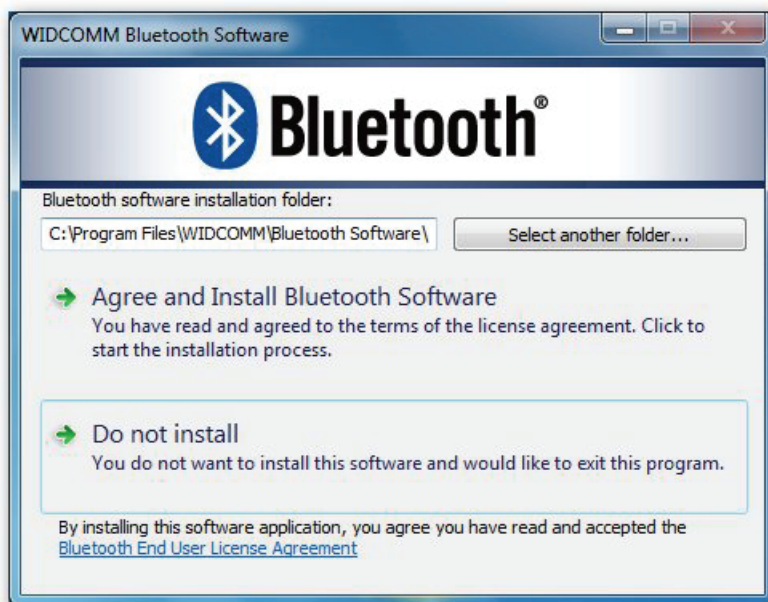 WIDCOMM Bluetooth Software
Bluetooth®
Bluetooth software installation folder:
C:\Program Files\WIDCOMM\Bluetooth Software\
Select another folder...
Agree and Install Bluetooth Software
You have read and agreed to the terms of the license agreement. Click to
start the installation process.
Do not install
You do not want to install this software and would like to exit this program.
By installing this software application, you agree you have read and accepted the
Bluetooth End User License Agreement